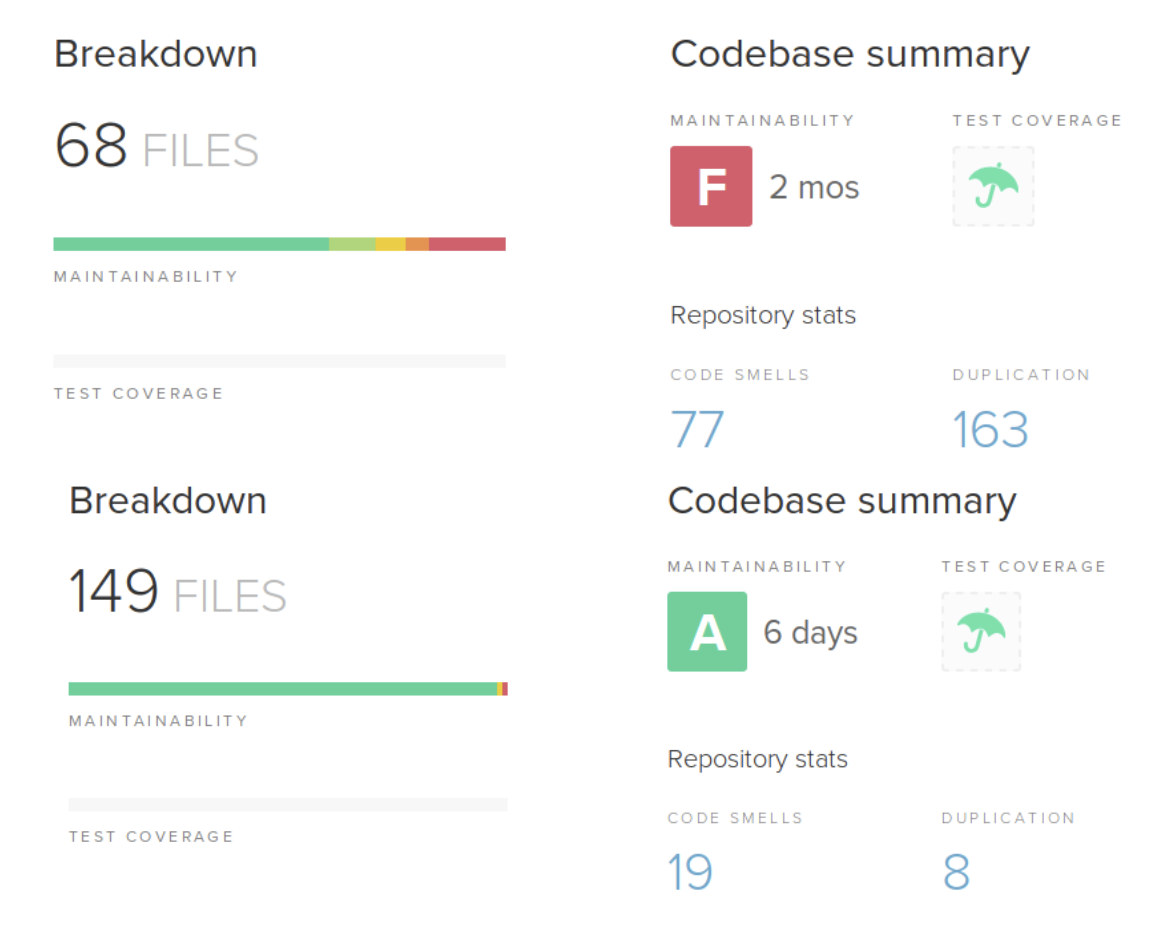 Breakdown
68 FILES
MAINTAINABILITY
TEST COVERAGE
Codebase summary
MAINTAINABILITY
TEST COVERAGE
F 2 mos
Repository stats
CODE SMELLS
DUPLICATION
77
163
Breakdown
149 FILES
MAINTAINABILITY
TEST COVERAGE
Codebase summary
MAINTAINABILITY
TEST COVERAGE
A 6 days
Repository stats
CODE SMELLS
DUPLICATION
19
8